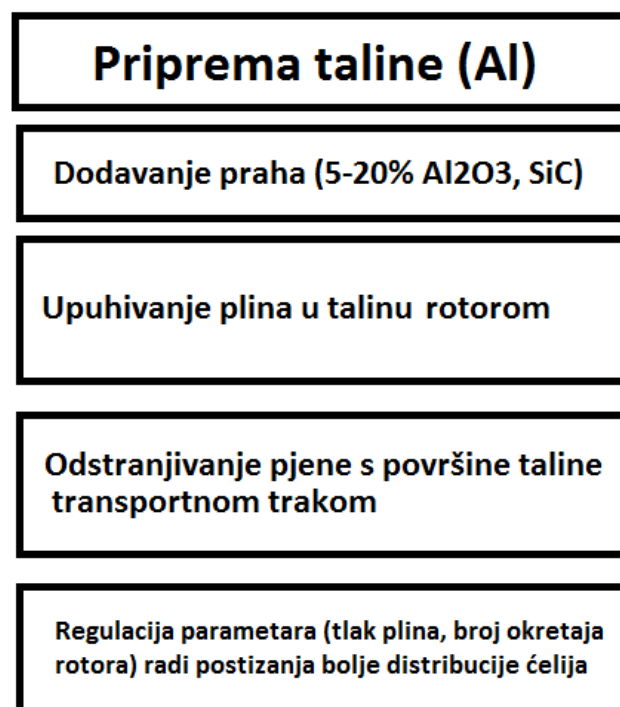 Priprema taline (Al)
Dodavanje praha (5-20% Al2O3, SiC)
Upuhivanje plina u talinu rotorom
Odstranjivanje pjene s površine taline
transportnom trakom
Regulacija parametara (tlak plina, broj okretaja
rotora) radi postizanja bolje distribucije ćelija